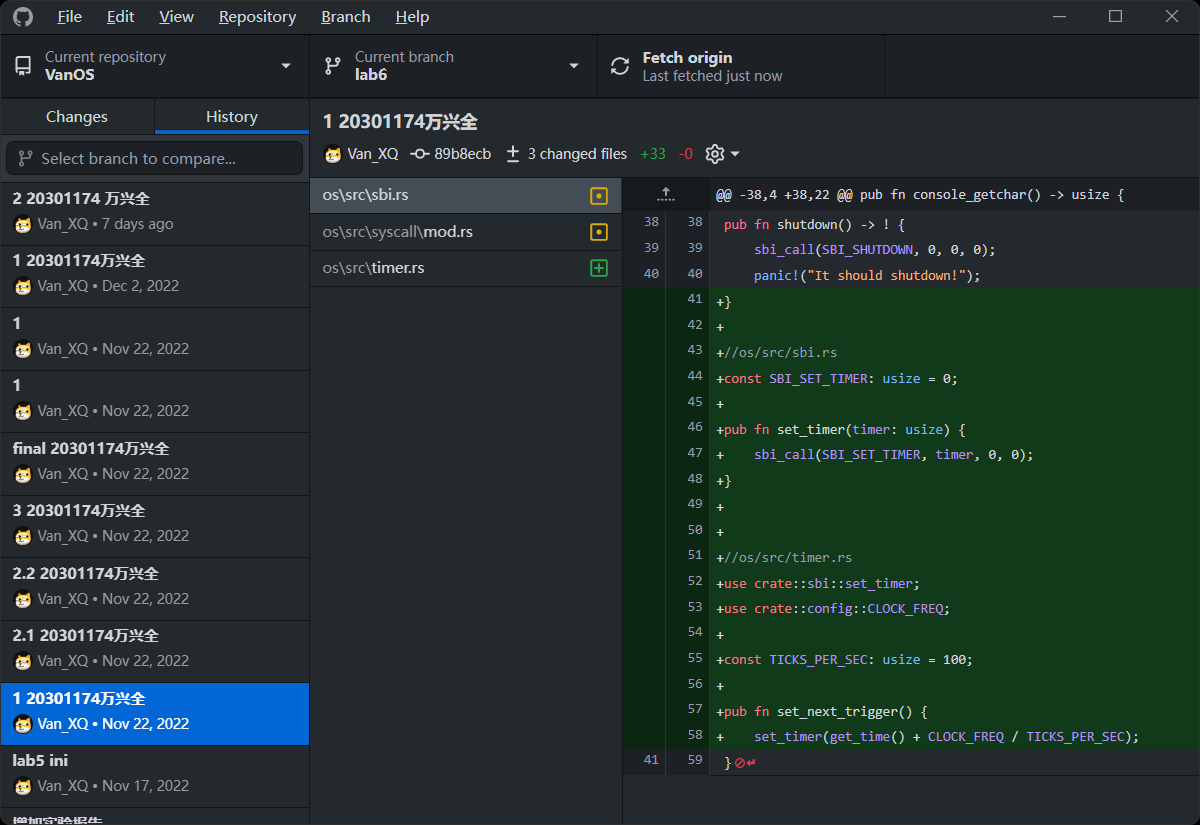 File Edit View Repository Branch Help
Current repository
VanOS
Current branch
lab6
Fetch origin
Last fetched just now
Changes
History
Select branch to compare...
2 20301174 万兴全
Van_XQ • 7 days ago
1 20301174万兴全
Van_XQ • Dec 2, 2022
1
Van_XQ • Nov 22, 2022
1
Van_XQ • Nov 22, 2022
final 20301174万兴全
Van_XQ • Nov 22, 2022
3 20301174万兴全
Van_XQ • Nov 22, 2022
2.2 20301174万兴全
Van_XQ • Nov 22, 2022
2.1 20301174万兴全
Van_XQ • Nov 22, 2022
1 20301174万兴全
Van_XQ • Nov 22, 2022
lab5 ini
Van_XQ • Nov 17, 2022
增加实验报告
1 20301174万兴全
Van_XQ 89b8ecb 3 changed files +33 -0
os\src\sbi.rs
os\src\syscall\mod.rs
os\src\timer.rs
@@ -38,4 +38,22 @@ pub fn console_getchar() -> usize {
38 38 pub fn shutdown() -> ! {
39 39 sbi_call(SBI_SHUTDOWN, 0, 0, 0);
40 40 panic!("It should shutdown!");
41 +}
42 +
43 +//os/src/sbi.rs
44 +const SBI_SET_TIMER: usize = 0;
45 +
46 +pub fn set_timer(timer: usize) {
47 + sbi_call(SBI_SET_TIMER, timer, 0, 0);
48 +}
49 +
50 +
51 +//os/src/timer.rs
52 +use crate::sbi::set_timer;
53 +use crate::config::CLOCK_FREQ;
54 +
55 +const TICKS_PER_SEC: usize = 100;
56 +
57 +pub fn set_next_trigger() {
58 + set_timer(get_time() + CLOCK_FREQ / TICKS_PER_SEC);
41 59 }